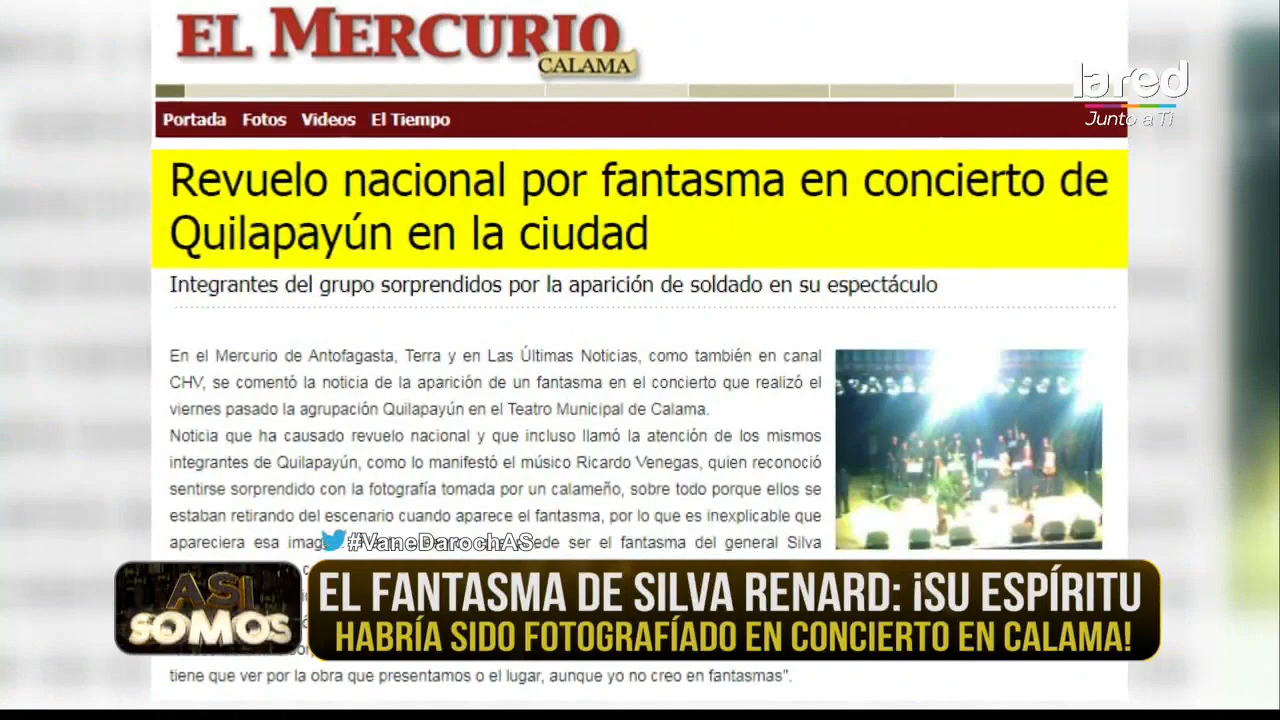 EL MERCURIO
CALAMA
lared
Junto a Ti
Portada Fotos Videos El Tiempo
Revuelo nacional por fantasma en concierto de
Quilapayún en la ciudad
Integrantes del grupo sorprendidos por la aparición de soldado en su espectáculo
En el Mercurio de Antofagasta, Terra y en Las Últimas Noticias, como también en canal
CHV, se comentó la noticia de la aparición de un fantasma en el concierto que realizó el
viernes pasado la agrupación Quilapayún en el Teatro Municipal de Calama.
Noticia que ha causado revuelo nacional y que incluso llamó la atención de los mismos
integrantes de Quilapayún, como lo manifestó el músico Ricardo Venegas, quien reconoció
sentirse sorprendido con la fotografía tomada por un calameño, sobre todo porque ellos se
estaban retirando del escenario cuando aparece el fantasma, por lo que es inexplicable que
apareciera esa ser el fantasma del general Silva
#VaneDarochAS
ASI
SOMOS
EL FANTASMA DE SILVA RENARD: ¡SU ESPÍRITU
HABRÍA SIDO FOTOGRAFÍADO EN CONCIERTO EN CALAMA!
tiene que ver por la obra que presentamos o el lugar, aunque yo no creo en fantasmas".